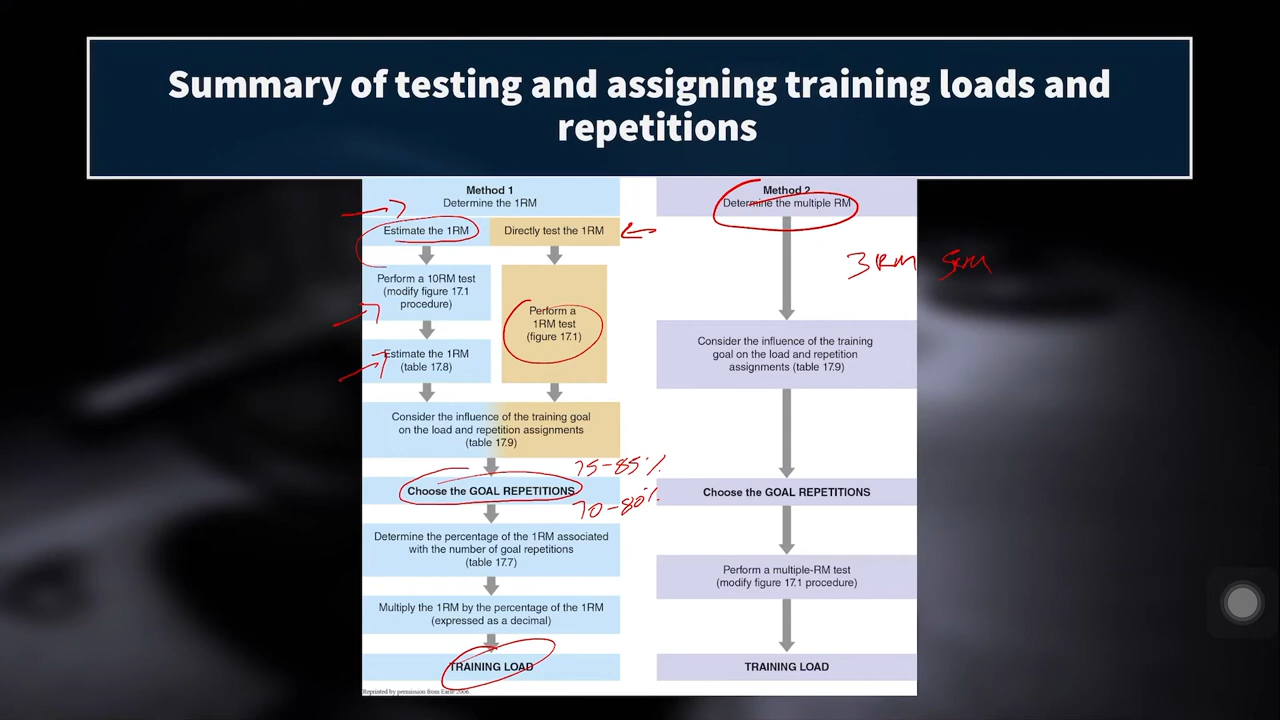 Summary of testing and assigning training loads and
repetitions
Method 1
Determine the 1RM
Estimate the 1RM
Directly test the 1RM
Perform a 10RM test
(modify figure 17.1
procedure)
Perform a
1RM test
(figure 17.1)
Estimate the 1RM
(table 17.8)
Consider the influence of the training goal
on the load and repetition assignments
(table 17.9)
75-85%
Choose the GOAL REPETITIONS
70-80%
Determine the percentage of the 1RM associated
with the number of goal repetitions
(table 17.7)
Multiply the 1RM by the percentage of the 1RM
(expressed as a decimal)
TRAINING LOAD
Reprinted by permission from Earle 2006.
Method 2
Determine the multiple RM
3RM 5RM
Consider the influence of the training
goal on the load and repetition
assignments (table 17.9)
Choose the GOAL REPETITIONS
Perform a multiple-RM test
(modify figure 17.1 procedure)
TRAINING LOAD